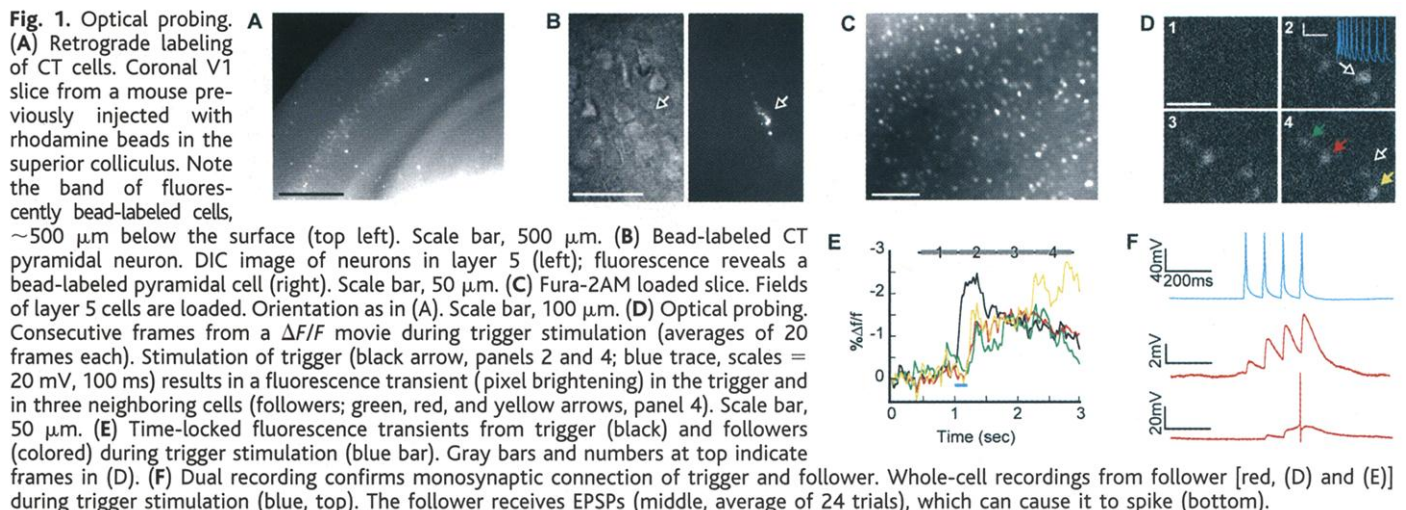 Fig. 1. Optical probing.
(A) Retrograde labeling
of CT cells. Coronal V1
slice from a mouse pre-
viously injected with
rhodamine beads in the
superior colliculus. Note
the band of fluores-
cently bead-labeled cells,
~500 μm below the surface (top left). Scale bar, 500 μm. (B) Bead-labeled CT
pyramidal neuron. DIC image of neurons in layer 5 (left); fluorescence reveals a
bead-labeled pyramidal cell (right). Scale bar, 50 μm. (C) Fura-2AM loaded slice. Fields
of layer 5 cells are loaded. Orientation as in (A). Scale bar, 100 μm. (D) Optical probing.
Consecutive frames from a ΔF/F movie during trigger stimulation (averages of 20
frames each). Stimulation of trigger (black arrow, panels 2 and 4; blue trace, scales =
20 mV, 100 ms) results in a fluorescence transient (pixel brightening) in the trigger and
in three neighboring cells (followers; green, red, and yellow arrows, panel 4). Scale bar,
50 μm. (E) Time-locked fluorescence transients from trigger (black) and followers
(colored) during trigger stimulation (blue bar). Gray bars and numbers at top indicate
frames in (D). (F) Dual recording confirms monosynaptic connection of trigger and follower. Whole-cell recordings from follower [red, (D) and (E)]
during trigger stimulation (blue, top). The follower receives EPSPs (middle, average of 24 trials), which can cause it to spike (bottom).
A
B
C
D
1
2
3
4
E
-3
-2
-1
0
%Δf/f
1
2
3
4
0
1
2
3
Time (sec)
F
40mV
200ms
2mV
20mV